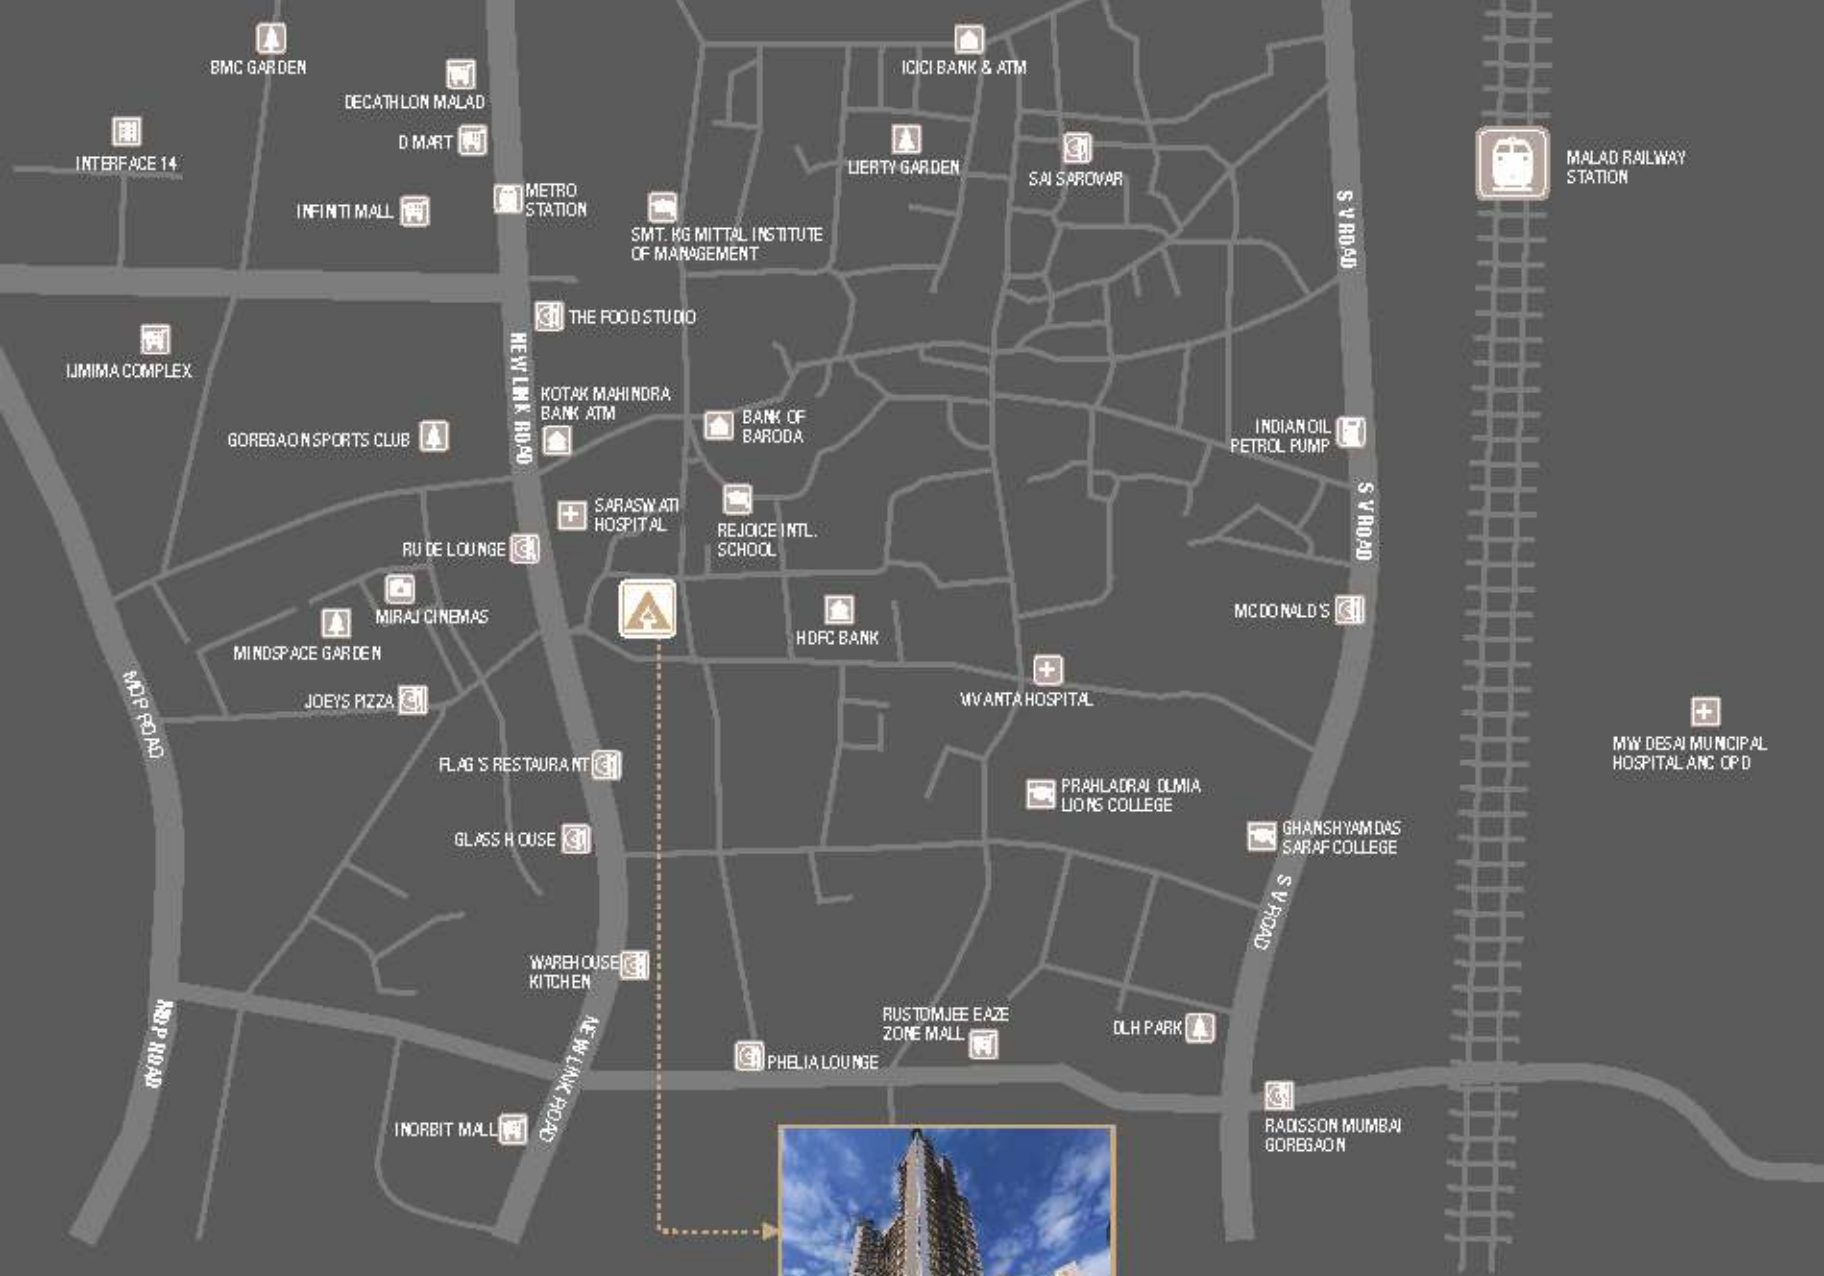 BMC GARDEN
ICICI BANK & ATM
DECATHLON MALAD
D MART
INTERFACE 14
LIERTY GARDEN
SAI SAROVAR
MALAD RAILWAY
STATION
METRO
STATION
INFINITI MALL
SMT. KG MITTAL INSTITUTE
OF MANAGEMENT
S V ROAD
THE FOOD STUDIO
IJMIMA COMPLEX
NEW LINK ROAD
KOTAK MAHINDRA
BANK ATM
BANK OF
BARODA
GOREGAON SPORTS CLUB
INDIAN OIL
PETROL PUMP
SARASWATI
HOSPITAL
REJOICE INTL.
SCHOOL
S V ROAD
RUDE LOUNGE
MIRAJ CINEMAS
MINDSPACE GARDEN
HDFC BANK
MCDONALD'S
MDP ROAD
JOEYS PIZZA
VIVANTA HOSPITAL
MW DESAI MUNICIPAL
HOSPITAL ANC OPD
FLAG'S RESTAURANT
PRAHLADRAI DLMIA
LIONS COLLEGE
GLASS HOUSE
GHANSHYAMDAS
SARAF COLLEGE
S V ROAD
WAREHOUSE
KITCHEN
MDP ROAD
NEW LINK ROAD
RUSTOMJEE EAZE
ZONE MALL
DLH PARK
PHELIA LOUNGE
INORBIT MALL
RADISSON MUMBAI
GOREGAON